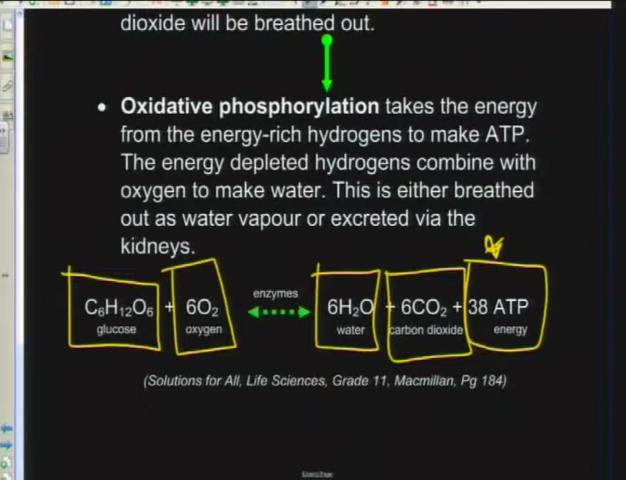 dioxide will be breathed out.
• Oxidative phosphorylation takes the energy
from the energy-rich hydrogens to make ATP.
The energy depleted hydrogens combine with
oxygen to make water. This is either breathed
out as water vapour or excreted via the
kidneys.
C₆H₁₂O₆ + 6O₂ enzymes 6H₂O + 6CO₂ + 38 ATP
glucose oxygen water carbon dioxide energy
(Solutions for All, Life Sciences, Grade 11, Macmillan, Pg 184)